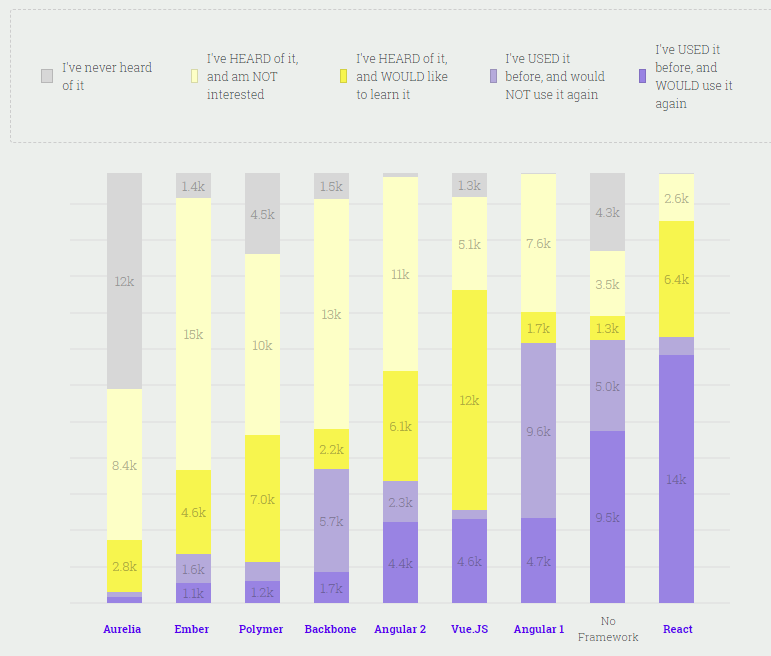 I've never heard
of it
I've HEARD of it,
and am NOT
interested
I've HEARD of it,
and WOULD like
to learn it
I've USED it
before, and would
NOT use it again
I've USED it
before, and
WOULD use it
again
12k
8.4k
2.8k
1.4k
15k
4.6k
1.6k
1.1k
4.5k
10k
7.0k
1.2k
1.5k
13k
2.2k
5.7k
1.7k
11k
6.1k
2.3k
4.4k
1.3k
5.1k
12k
4.6k
7.6k
1.7k
9.6k
4.7k
4.3k
3.5k
1.3k
5.0k
9.5k
2.6k
6.4k
14k
Aurelia
Ember
Polymer
Backbone
Angular 2
Vue.JS
Angular 1
No
Framework
React